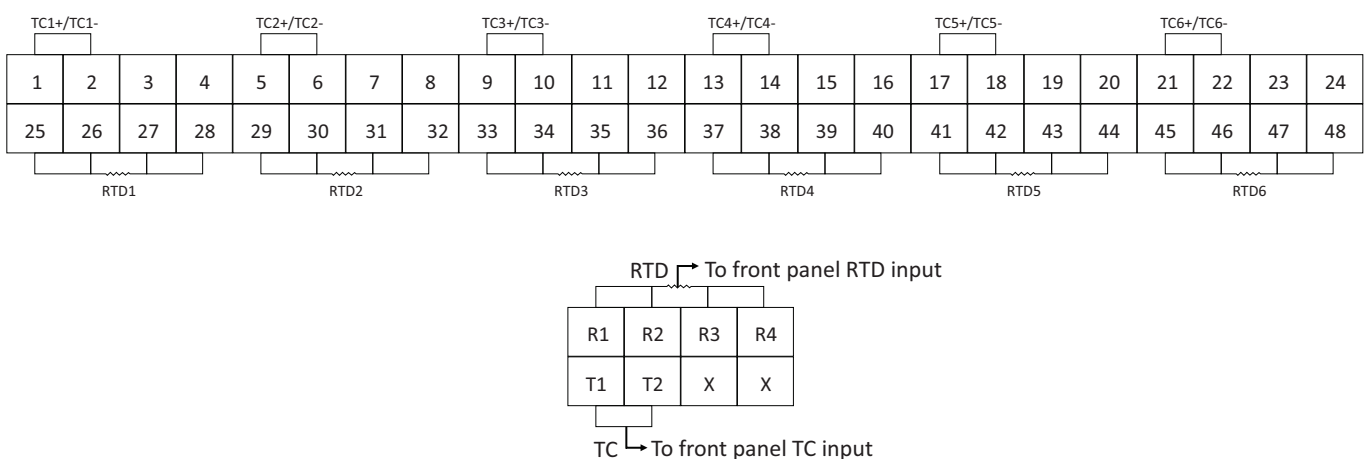 TC1+/TC1- TC2+/TC2- TC3+/TC3- TC4+/TC4- TC5+/TC5- TC6+/TC6-
1 2 3 4 5 6 7 8 9 10 11 12 13 14 15 16 17 18 19 20 21 22 23 24
25 26 27 28 29 30 31 32 33 34 35 36 37 38 39 40 41 42 43 44 45 46 47 48
RTD1 RTD2 RTD3 RTD4 RTD5 RTD6
RTD To front panel RTD input
R1 R2 R3 R4
T1 T2 X X
TC To front panel TC input